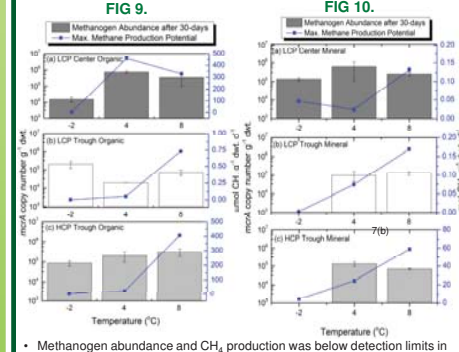 FIG 9.
FIG 10.
Methanogen Abundance after 30-days
Max. Methane Production Potential
(a) LCP Center Organic
(b) LCP Trough Organic
(c) HCP Trough Organic
mcrA copy number g⁻¹ dwt.
-2 4 8
Temperature (°C)
Methanogen Abundance after 30-days
Max. Methane Production Potential
(a) LCP Center Mineral
(b) LCP Trough Mineral
7(b)
(c) HCP Trough Mineral
mcrA copy number g⁻¹ dwt.
-2 4 8
Temperature (°C)
• Methanogen abundance and CH₄ production was below detection limits in